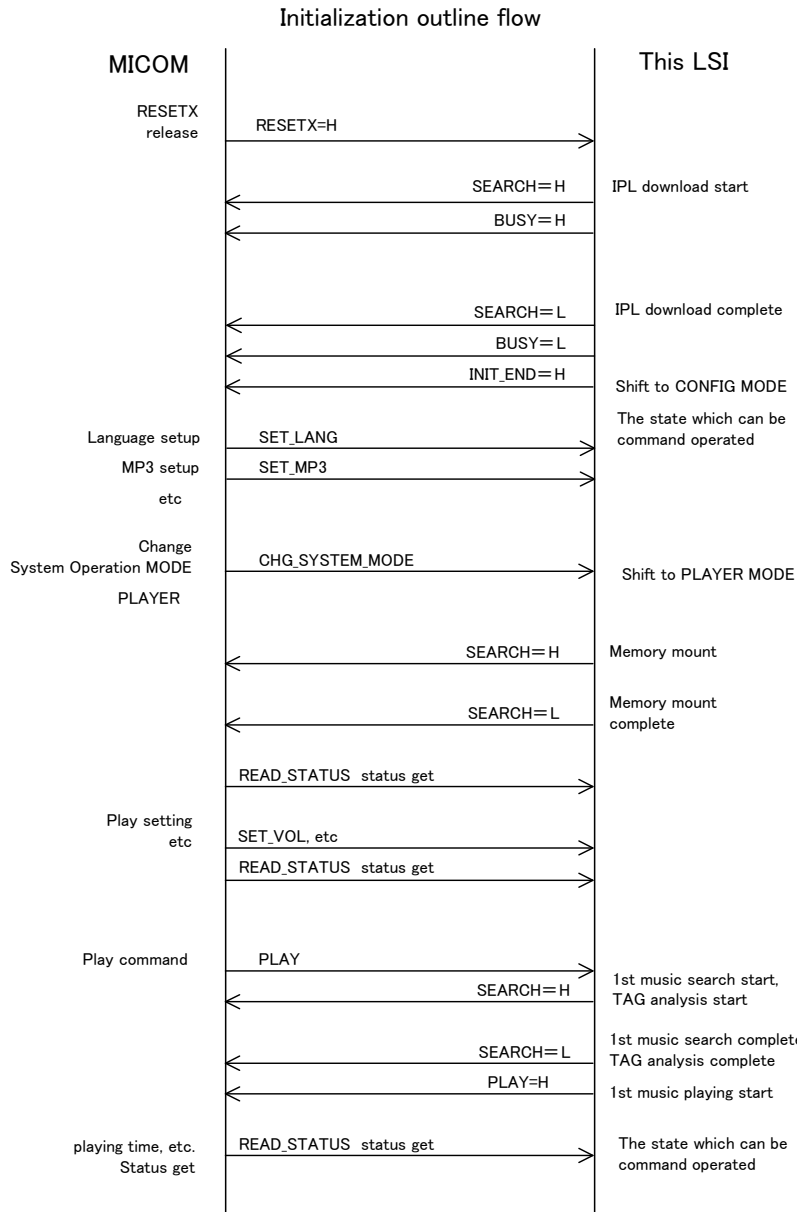 Initialization outline flow
MICOM
This LSI
RESETX
release
RESETX=H
SEARCH＝H
IPL download start
BUSY＝H
SEARCH＝L
IPL download complete
BUSY＝L
INIT_END＝H
Shift to CONFIG MODE
The state which can be
command operated
Language setup
SET_LANG
MP3 setup
SET_MP3
etc
Change
System Operation MODE
PLAYER
CHG_SYSTEM_MODE
Shift to PLAYER MODE
SEARCH＝H
Memory mount
SEARCH＝L
Memory mount
complete
READ_STATUS status get
Play setting
etc
SET_VOL, etc
READ_STATUS status get
Play command
PLAY
SEARCH＝H
1st music search start,
TAG analysis start
SEARCH＝L
1st music search complete
TAG analysis complete
PLAY=H
1st music playing start
playing time, etc.
Status get
READ_STATUS status get
The state which can be
command operated